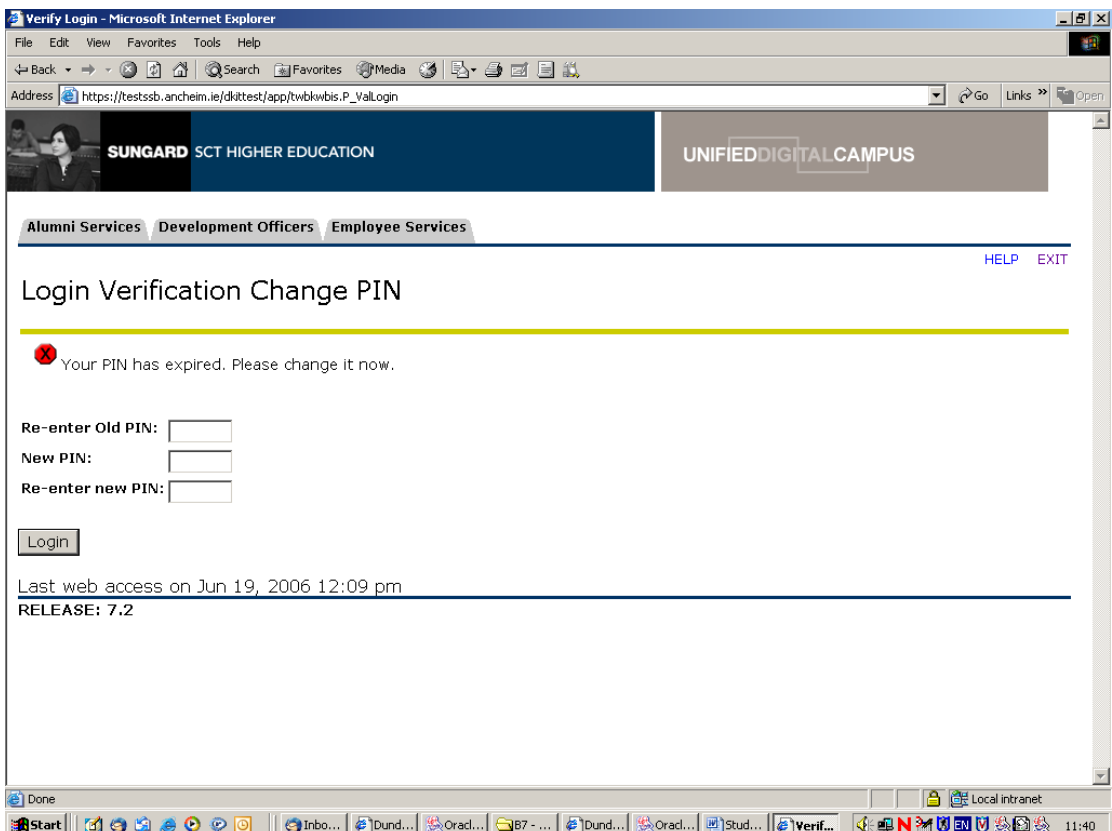 Verify Login - Microsoft Internet Explorer
File Edit View Favorites Tools Help
Back Search Favorites Media
Address https://testssb.ancheim.ie/dkittest/app/twbkwbis.P_ValLogin Go Links » Open
SUNGARD SCT HIGHER EDUCATION UNIFIEDDIGITALCAMPUS
Alumni Services Development Officers Employee Services
HELP EXIT
Login Verification Change PIN
Your PIN has expired. Please change it now.
Re-enter Old PIN:
New PIN:
Re-enter new PIN:
Login
Last web access on Jun 19, 2006 12:09 pm
RELEASE: 7.2
Done Local intranet
Start Inbo... Dund... Oracl... B7 - ... Dund... Oracl... Stud... Verif... N EN 11:40